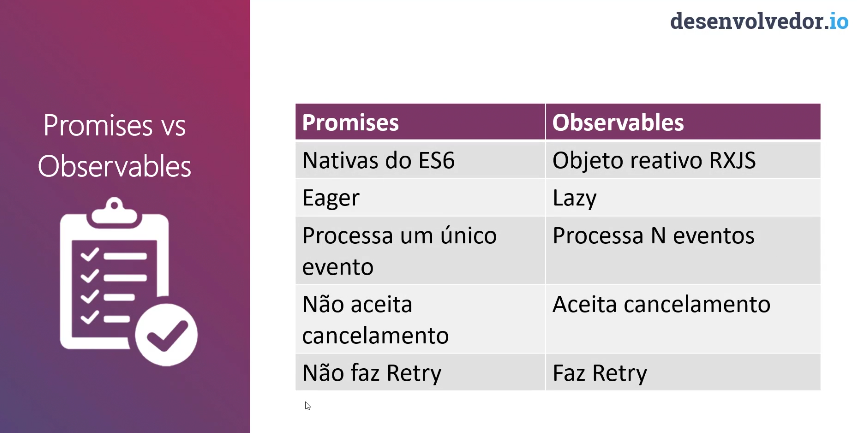 desenvolvedor.io
Promises vs
Observables
Promises Observables
Nativas do ES6 Objeto reativo RXJS
Eager Lazy
Processa um único Processa N eventos
evento
Não aceita Aceita cancelamento
cancelamento
Não faz Retry Faz Retry